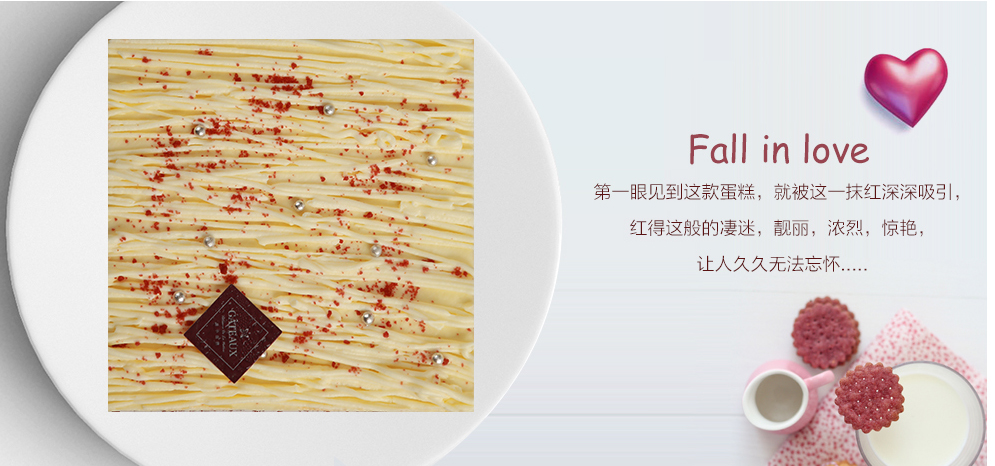 Fall in love
第一眼见到这款蛋糕，就被这一抹红深深吸引，
红得这般的凄迷，靓丽，浓烈，惊艳，
让人久久无法忘怀.....
GÂTEAUX